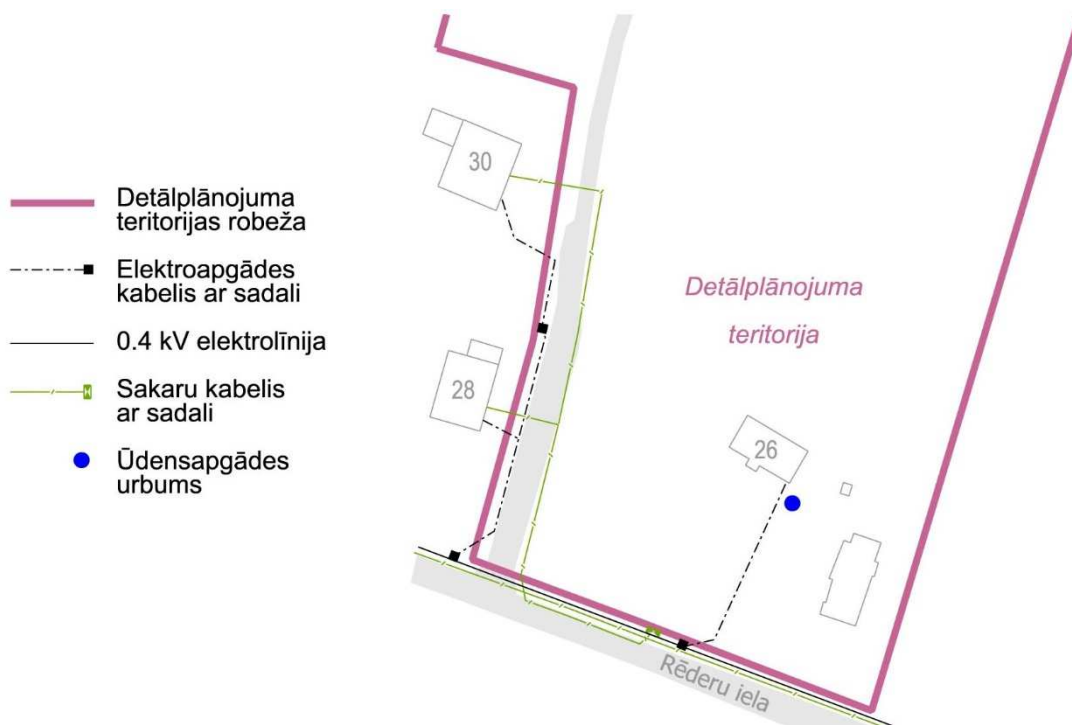 Detālplānojuma
teritorijas robeža
Elektroapgādes
kabelis ar sadali
0.4 kV elektrolīnija
Sakaru kabelis
ar sadali
Ūdensapgādes
urbums
30
28
Detālplānojuma
teritorija
26
Rēderu iela